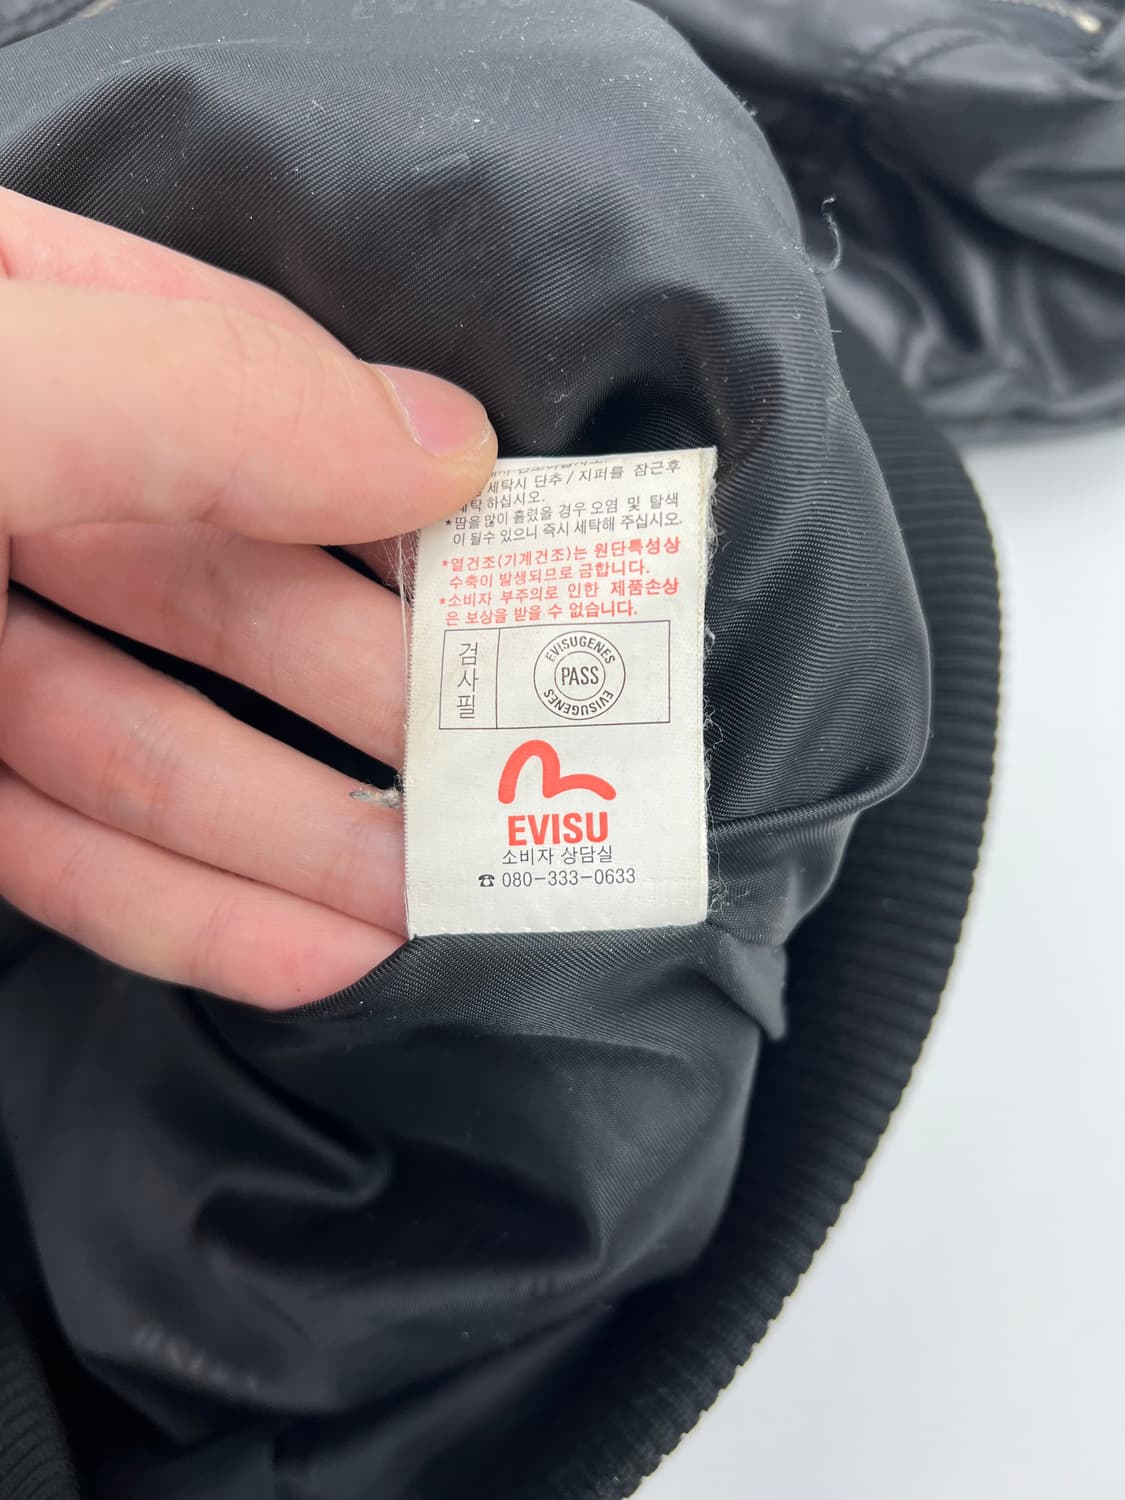 EVISU
세탁시 단추 / 지퍼를 잠근후
세탁 하십시오.
*땀을 많이 흘렸을 경우 오염 및 탈색
이 될수 있으니 즉시 세탁해 주십시오.
*열건조(기계건조)는 원단특성상
수축이 발생되므로 금합니다.
*소비자 부주의로 인한 제품손상
은 보상을 받을 수 없습니다.
검사필
EVISUGENES
PASS
EVISUGENES
EVISU
소비자 상담실
☎ 080-333-0633